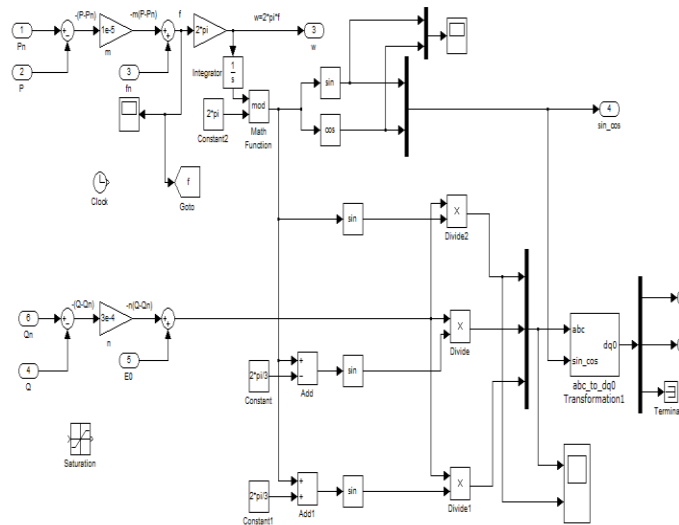 -(P-Pn)
-m(P-Pn)
f
w=2*pi*f
1
Pn
1e-5
m
2*pi
3
w
2
P
3
fn
Integrator
1
s
2*pi
Constant2
mod
Math
Function
sin
cos
4
sin_cos
Clock
f
Goto
sin
X
Divide2
-(Q-Qn)
-n(Q-Qn)
6
Qn
3e-4
n
4
Q
5
E0
X
Divide
2*pi/3
Constant
Add
sin
abc
sin_cos
dq0
abc_to_dq0
Transformation1
Termina
Saturation
2*pi/3
Constant1
Add1
sin
X
Divide1